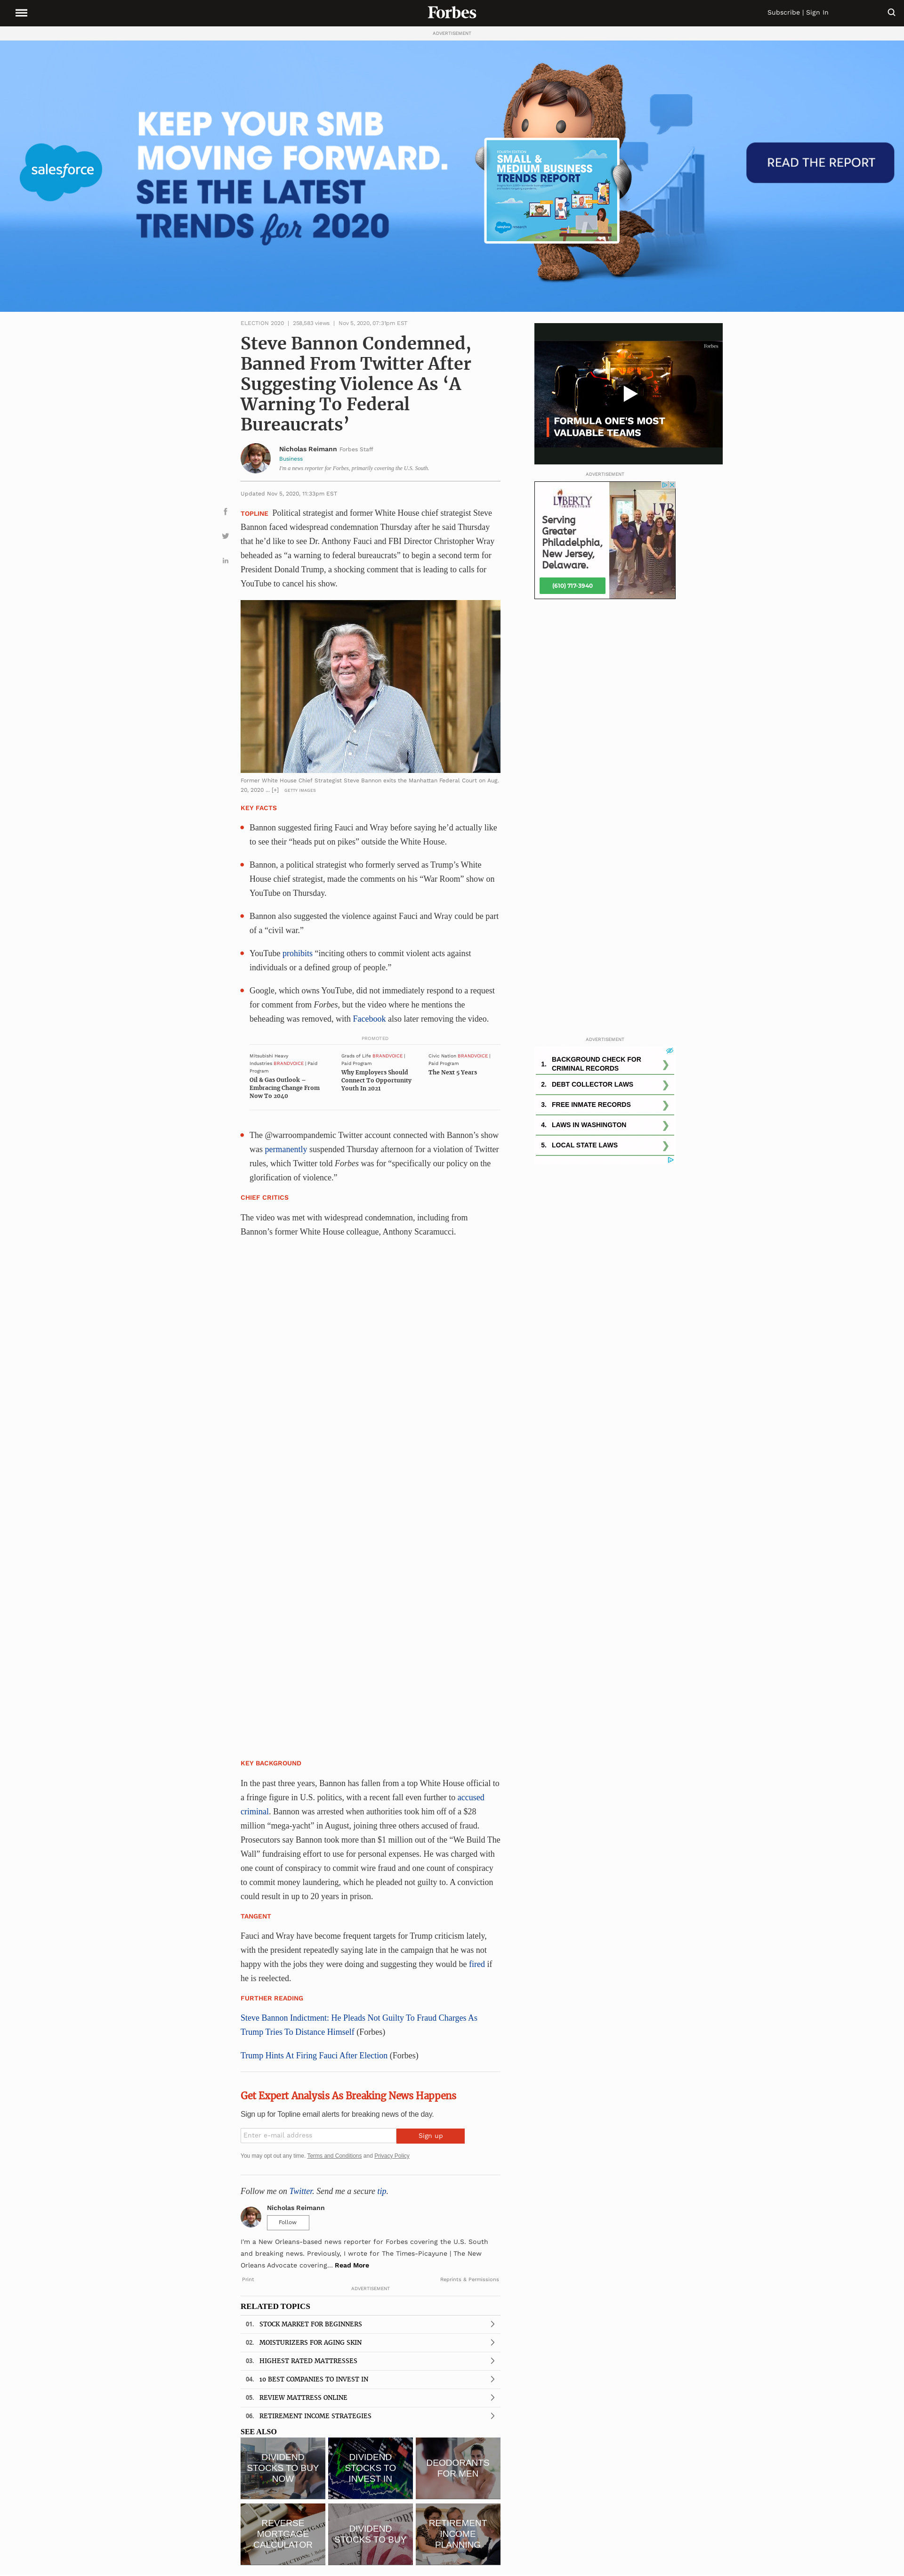 Forbes
Subscribe | Sign In
ADVERTISEMENT
salesforce
KEEP YOUR SMB
MOVING FORWARD.
SEE THE LATEST
TRENDS for 2020
SMALL &
MEDIUM BUSINESS
TRENDS REPORT
READ THE REPORT
ELECTION 2020 | 258,583 views | Nov 5, 2020, 07:31pm EST
Steve Bannon Condemned,
Banned From Twitter After
Suggesting Violence As ‘A
Warning To Federal
Bureaucrats’
Nicholas Reimann Forbes Staff
Business
I'm a news reporter for Forbes, primarily covering the U.S. South.
Updated Nov 5, 2020, 11:33pm EST
TOPLINE Political strategist and former White House chief strategist Steve
Bannon faced widespread condemnation Thursday after he said Thursday
that he’d like to see Dr. Anthony Fauci and FBI Director Christopher Wray
beheaded as “a warning to federal bureaucrats” to begin a second term for
President Donald Trump, a shocking comment that is leading to calls for
YouTube to cancel his show.
Former White House Chief Strategist Steve Bannon exits the Manhattan Federal Court on Aug.
20, 2020 ... [+] GETTY IMAGES
KEY FACTS
Bannon suggested firing Fauci and Wray before saying he’d actually like
to see their “heads put on pikes” outside the White House.
Bannon, a political strategist who formerly served as Trump’s White
House chief strategist, made the comments on his “War Room” show on
YouTube on Thursday.
Bannon also suggested the violence against Fauci and Wray could be part
of a “civil war.”
YouTube prohibits “inciting others to commit violent acts against
individuals or a defined group of people.”
Google, which owns YouTube, did not immediately respond to a request
for comment from Forbes, but the video where he mentions the
beheading was removed, with Facebook also later removing the video.
PROMOTED
Mitsubishi Heavy
Industries BRANDVOICE | Paid
Program
Oil & Gas Outlook –
Embracing Change From
Now To 2040
Grads of Life BRANDVOICE |
Paid Program
Why Employers Should
Connect To Opportunity
Youth In 2021
Civic Nation BRANDVOICE |
Paid Program
The Next 5 Years
The @warroompandemic Twitter account connected with Bannon’s show
was permanently suspended Thursday afternoon for a violation of Twitter
rules, which Twitter told Forbes was for “specifically our policy on the
glorification of violence.”
CHIEF CRITICS
The video was met with widespread condemnation, including from
Bannon’s former White House colleague, Anthony Scaramucci.
KEY BACKGROUND
In the past three years, Bannon has fallen from a top White House official to
a fringe figure in U.S. politics, with a recent fall even further to accused
criminal. Bannon was arrested when authorities took him off of a $28
million “mega-yacht” in August, joining three others accused of fraud.
Prosecutors say Bannon took more than $1 million out of the “We Build The
Wall” fundraising effort to use for personal expenses. He was charged with
one count of conspiracy to commit wire fraud and one count of conspiracy
to commit money laundering, which he pleaded not guilty to. A conviction
could result in up to 20 years in prison.
TANGENT
Fauci and Wray have become frequent targets for Trump criticism lately,
with the president repeatedly saying late in the campaign that he was not
happy with the jobs they were doing and suggesting they would be fired if
he is reelected.
FURTHER READING
Steve Bannon Indictment: He Pleads Not Guilty To Fraud Charges As
Trump Tries To Distance Himself (Forbes)
Trump Hints At Firing Fauci After Election (Forbes)
Get Expert Analysis As Breaking News Happens
Sign up for Topline email alerts for breaking news of the day.
Enter e-mail address
Sign up
You may opt out any time. Terms and Conditions and Privacy Policy
Follow me on Twitter. Send me a secure tip.
Nicholas Reimann
Follow
I'm a New Orleans-based news reporter for Forbes covering the U.S. South
and breaking news. Previously, I wrote for The Times-Picayune | The New
Orleans Advocate covering... Read More
Print
Reprints & Permissions
ADVERTISEMENT
RELATED TOPICS
01. STOCK MARKET FOR BEGINNERS
02. MOISTURIZERS FOR AGING SKIN
03. HIGHEST RATED MATTRESSES
04. 10 BEST COMPANIES TO INVEST IN
05. REVIEW MATTRESS ONLINE
06. RETIREMENT INCOME STRATEGIES
SEE ALSO
DIVIDEND
STOCKS TO BUY
NOW
DIVIDEND
STOCKS TO
INVEST IN
DEODORANTS
FOR MEN
REVERSE
MORTGAGE
CALCULATOR
DIVIDEND
STOCKS TO BUY
RETIREMENT
INCOME
PLANNING
Forbes
FORMULA ONE'S MOST
VALUABLE TEAMS
ADVERTISEMENT
LIBERTY
Serving
Greater
Philadelphia,
New Jersey,
Delaware.
(610) 717-3940
ADVERTISEMENT
1. BACKGROUND CHECK FOR
CRIMINAL RECORDS
2. DEBT COLLECTOR LAWS
3. FREE INMATE RECORDS
4. LAWS IN WASHINGTON
5. LOCAL STATE LAWS